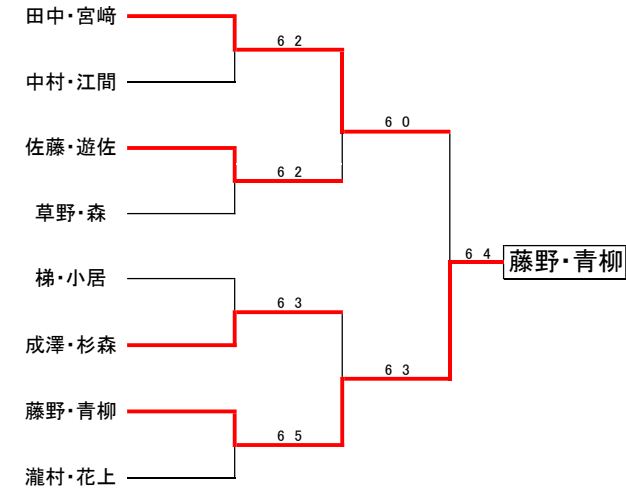 田中・宮﨑
6 2
中村・江間
6 0
佐藤・遊佐
6 2
草野・森
6 4
藤野・青柳
梯・小居
6 3
成澤・杉森
6 3
藤野・青柳
6 5
瀧村・花上